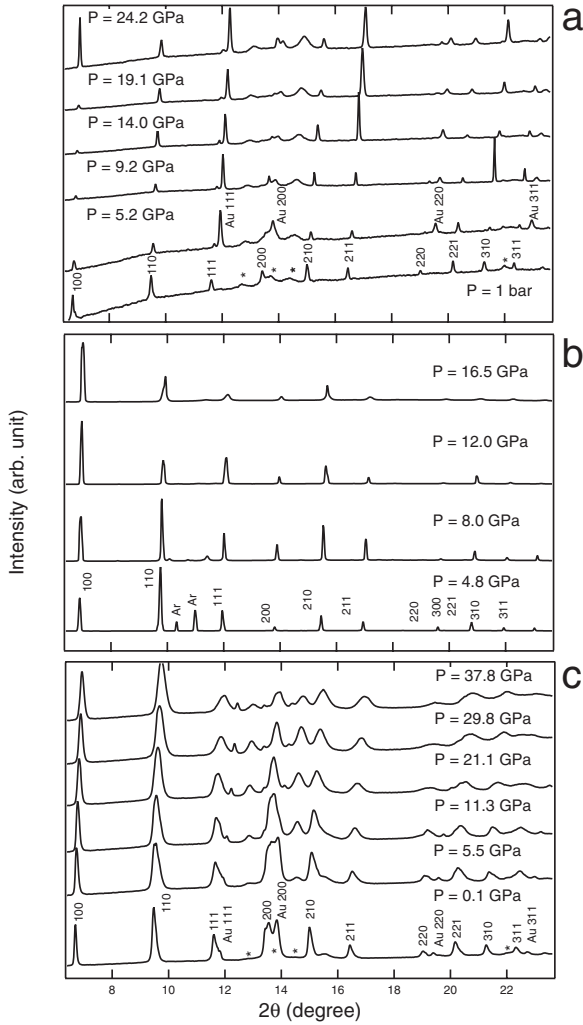 a
P = 24.2 GPa
P = 19.1 GPa
P = 14.0 GPa
P = 9.2 GPa
P = 5.2 GPa
Au 111
Au 200
Au 220
Au 311
100
110
111
*
200
*
*
210
211
220
221
310
*
311
P = 1 bar
b
P = 16.5 GPa
P = 12.0 GPa
P = 8.0 GPa
P = 4.8 GPa
100
110
Ar
Ar
111
200
210
211
220
300
221
310
311
Intensity (arb. unit)
c
P = 37.8 GPa
P = 29.8 GPa
P = 21.1 GPa
P = 11.3 GPa
P = 5.5 GPa
P = 0.1 GPa
100
110
111
Au 111
*
200
*
Au 200
*
210
211
220
Au 220
221
310
*
311
Au 311
8 10 12 14 16 18 20 22
2θ (degree)